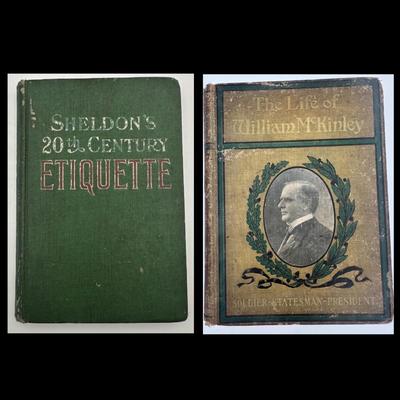 SHELDON'S
20th CENTURY
ETIQUETTE
The Life of
William McKinley
SOLDIER-STATESMAN-PRESIDENT